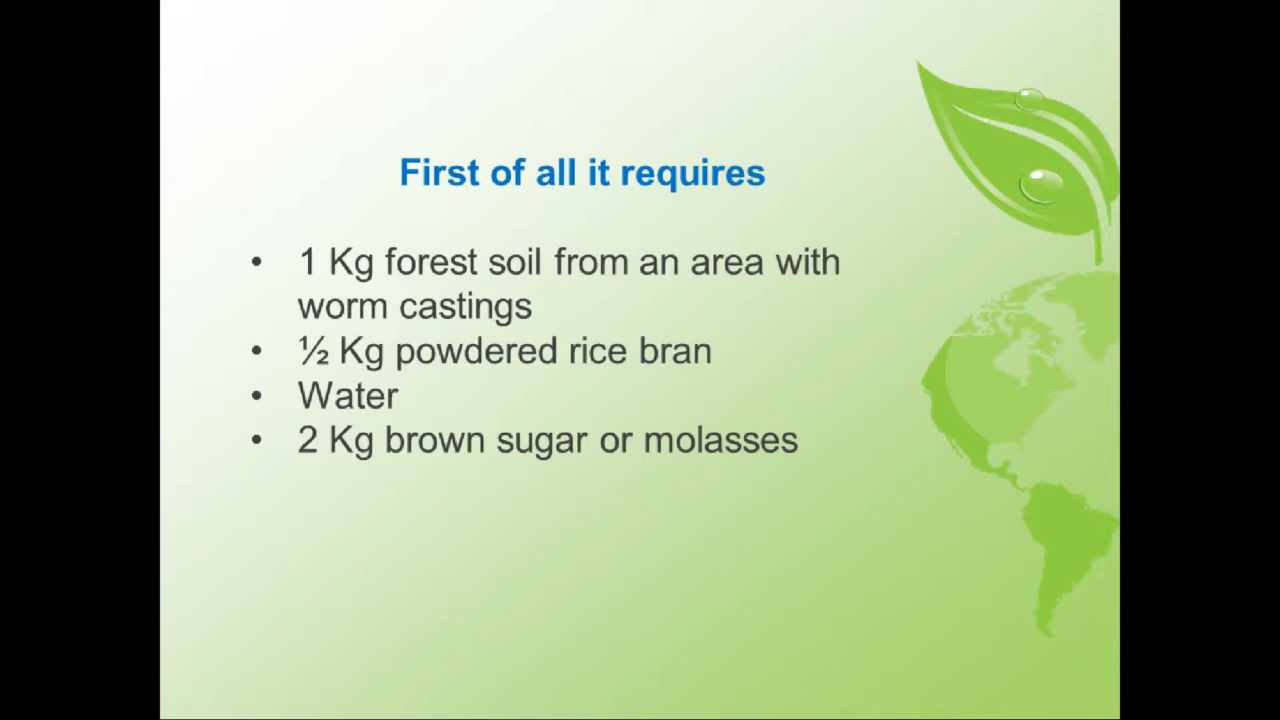 First of all it requires
• 1 Kg forest soil from an area with
worm castings
• ½ Kg powdered rice bran
• Water
• 2 Kg brown sugar or molasses